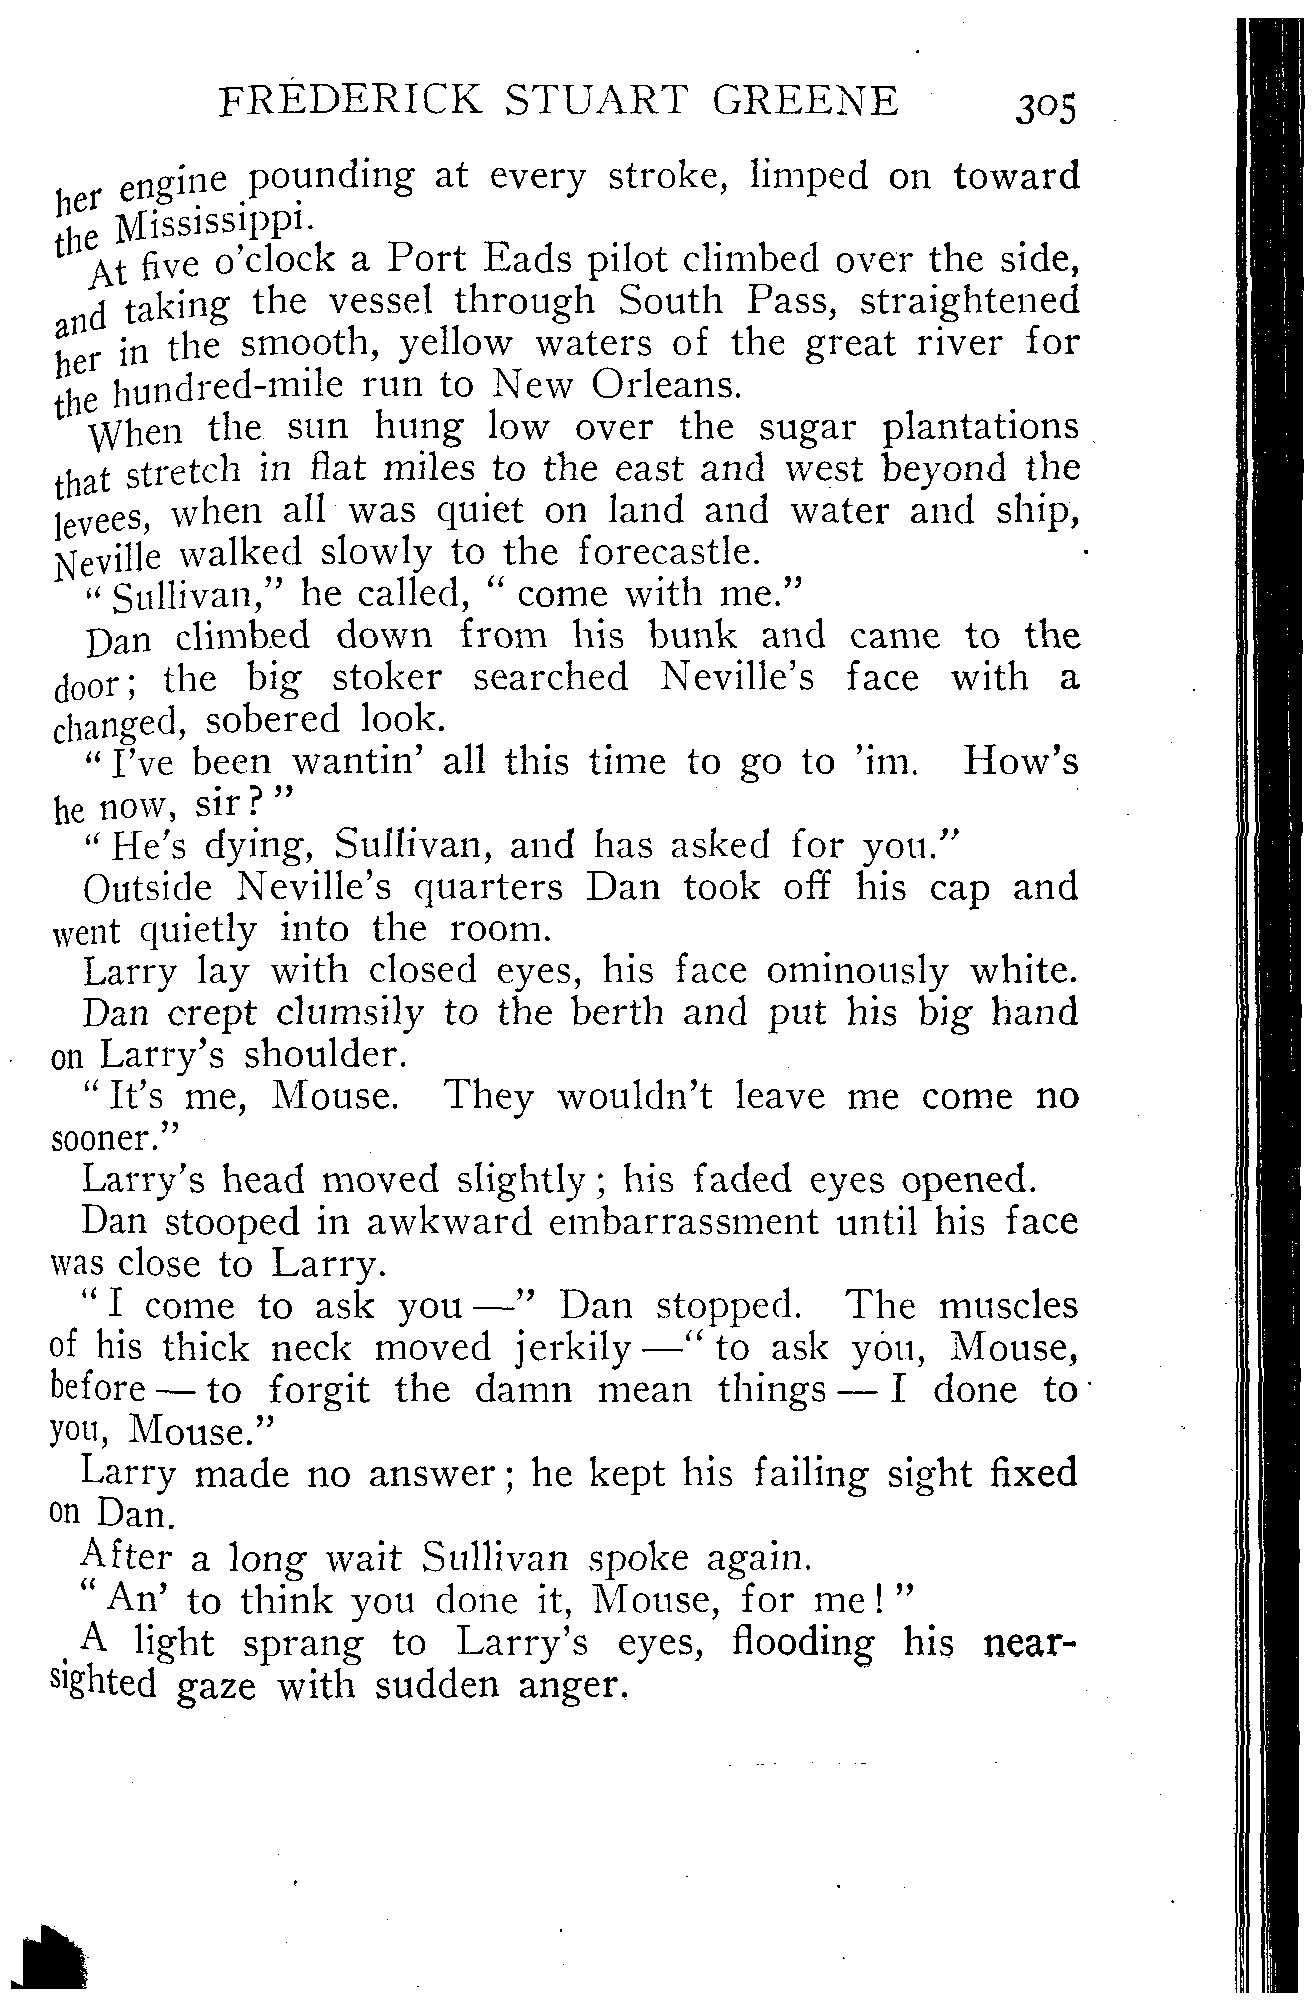 FREDERICK STUART GREENE 305
her engine pounding at every stroke, limped on toward
the Mississippi.
At five o'clock a Port Eads pilot climbed over the side,
and taking the vessel through South Pass, straightened
her in the smooth, yellow waters of the great river for
the hundred-mile run to New Orleans.
When the sun hung low over the sugar plantations
that stretch in flat miles to the east and west beyond the
levees, when all was quiet on land and water and ship,
Neville walked slowly to the forecastle.
" Sullivan," he called, " come with me."
Dan climbed down from his bunk and came to the
door; the big stoker searched Neville's face with a
changed, sobered look.
" I've been wantin' all this time to go to 'im. How's
he now, sir? "
" He's dying, Sullivan, and has asked for you."
Outside Neville's quarters Dan took off his cap and
went quietly into the room.
Larry lay with closed eyes, his face ominously white.
Dan crept clumsily to the berth and put his big hand
on Larry's shoulder.
" It's me, Mouse. They wouldn't leave me come no
sooner."
Larry's head moved slightly; his faded eyes opened.
Dan stooped in awkward embarrassment until his face
was close to Larry.
" I come to ask you —" Dan stopped. The muscles
of his thick neck moved jerkily —" to ask you, Mouse,
before — to forgit the damn mean things — I done to
you, Mouse."
Larry made no answer; he kept his failing sight fixed
on Dan.
After a long wait Sullivan spoke again.
" An' to think you done it, Mouse, for me! "
A light sprang to Larry's eyes, flooding his near-
sighted gaze with sudden anger.